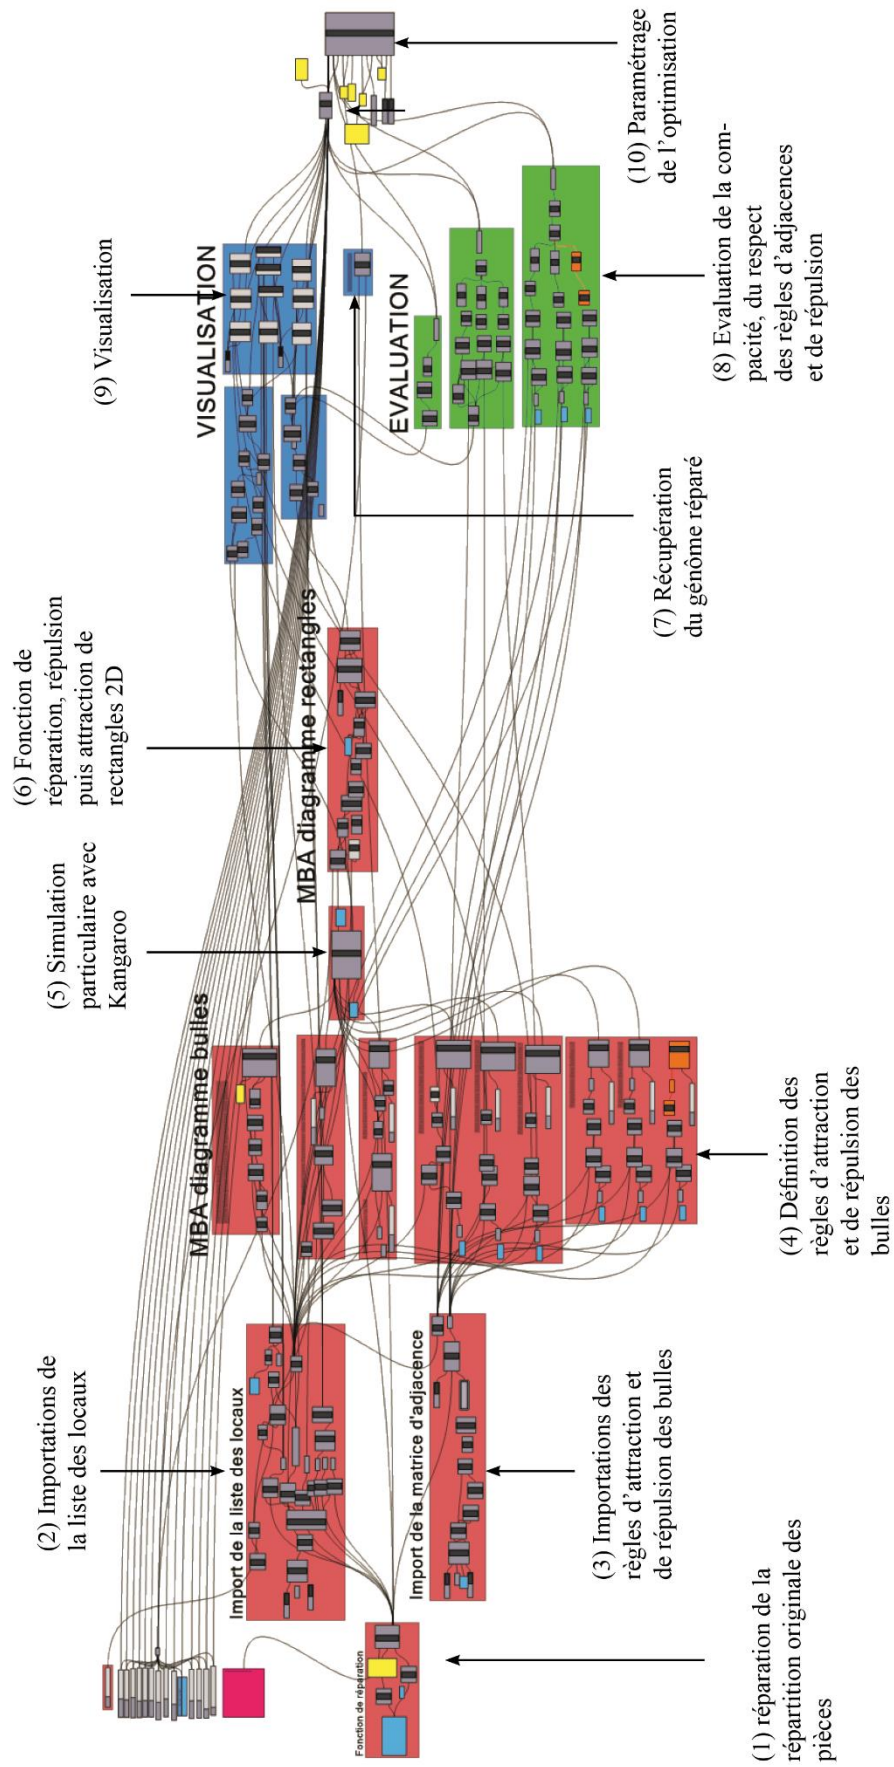 (1) réparation de la
répartition originale des
pièces
(2) Importations de
la liste des locaux
(3) Importations des
règles d'attraction et
de répulsion des bulles
(4) Définition des
règles d'attraction
et de répulsion des
bulles
(5) Simulation
particulaire avec
Kangaroo
(6) Fonction de
réparation, répulsion
puis attraction de
rectangles 2D
(7) Récupération
du génôme réparé
(8) Evaluation de la com-
pacité, du respect
des règles d'adjacences
et de répulsion
(9) Visualisation
(10) Paramétrage
de l'optimisation
Fonction de réparation
Import de la liste des locaux
Import de la matrice d'adjacence
MBA diagramme bulles
MBA diagramme rectangles
VISUALISATION
EVALUATION